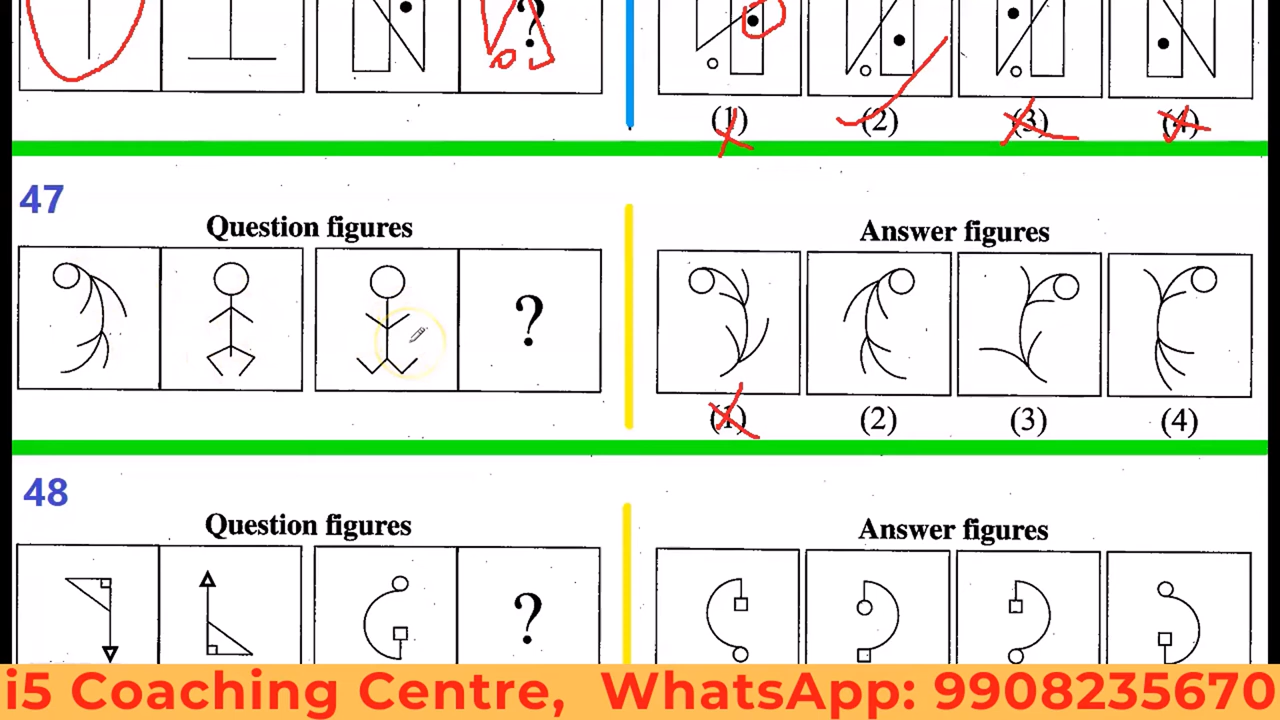 ?
(1) (2) (3) (4)
47
Question figures
Answer figures
?
(1) (2) (3) (4)
48
Question figures
Answer figures
?
i5 Coaching Centre, WhatsApp: 9908235670